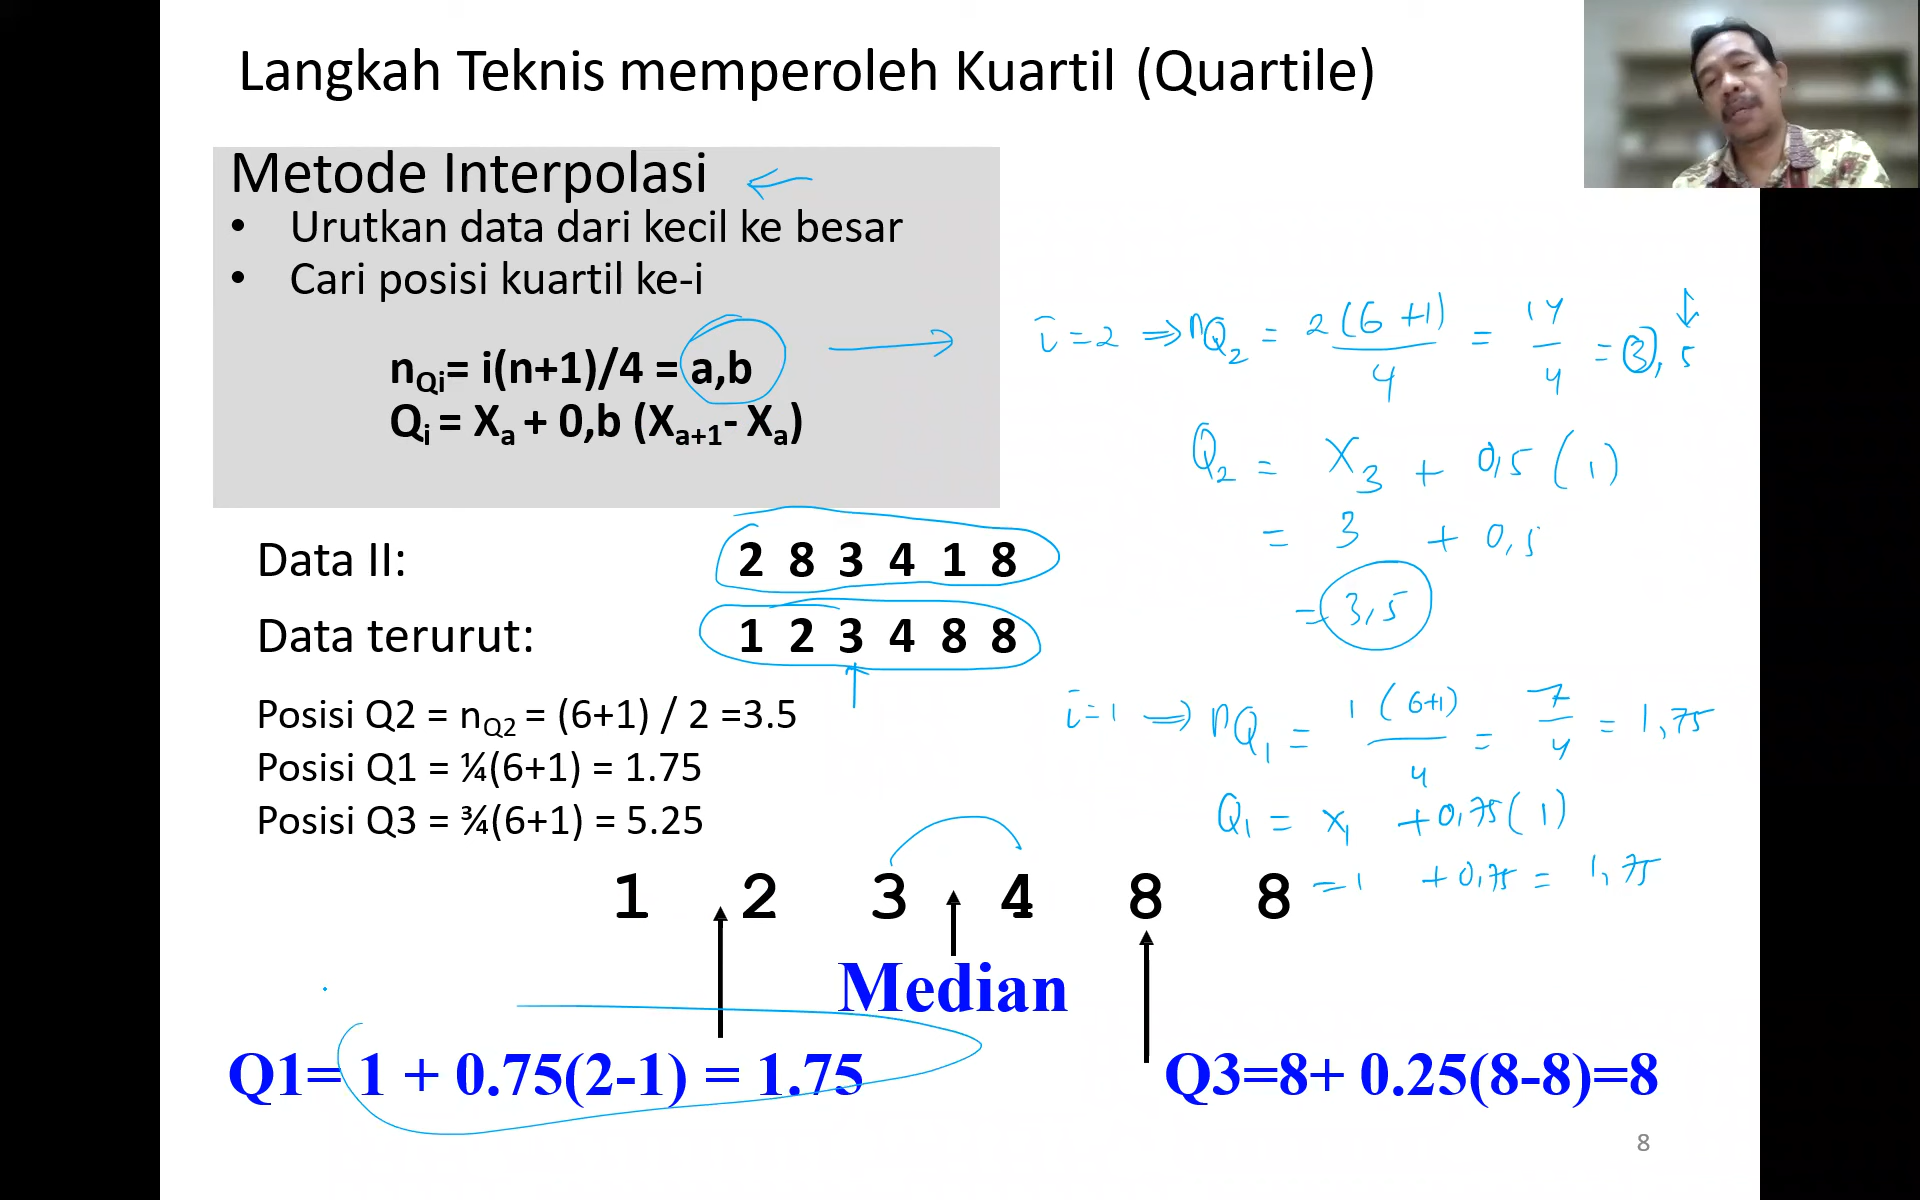 Langkah Teknis memperoleh Kuartil (Quartile)
Metode Interpolasi
• Urutkan data dari kecil ke besar
• Cari posisi kuartil ke-i
nQi= i(n+1)/4 = a,b
Qi = Xa + 0,b (Xa+1- Xa)
i=2 ⇒ nQ2 = 2(6+1)/4 = 14/4 = 3,5
Q2 = X3 + 0,5 (1)
= 3 + 0,5
= 3,5
Data II: 2 8 3 4 1 8
Data terurut: 1 2 3 4 8 8
Posisi Q2 = nQ2 = (6+1) / 2 =3.5
Posisi Q1 = ¼(6+1) = 1.75
Posisi Q3 = ¾(6+1) = 5.25
i=1 ⇒ nQ1 = 1(6+1)/4 = 7/4 = 1,75
Q1 = x1 + 0,75(1)
= 1 + 0,75 = 1,75
1 2 3 4 8 8
Median
Q1= 1 + 0.75(2-1) = 1.75
Q3=8+ 0.25(8-8)=8
8